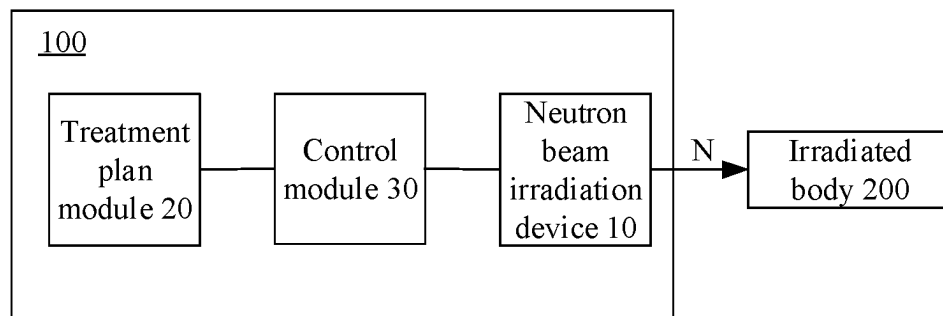 100
Treatment
plan
module 20
Control
module 30
Neutron
beam
irradiation
device 10
N
Irradiated
body 200